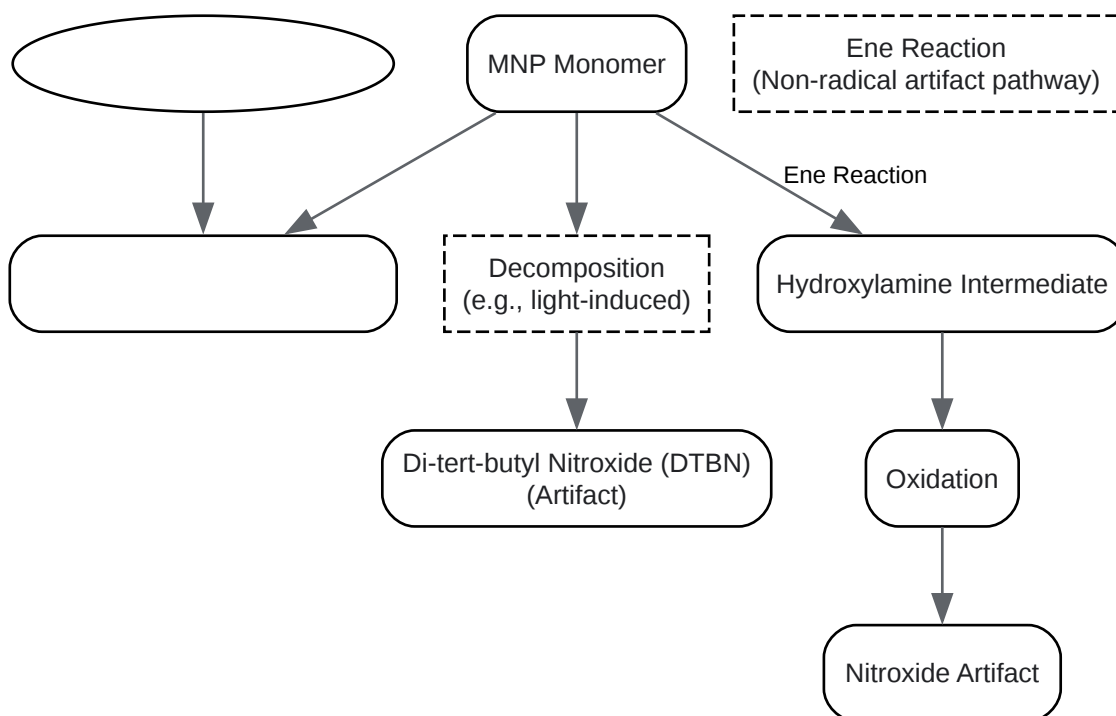 MNP Monomer
Ene Reaction
(Non-radical artifact pathway)
Ene Reaction
Decomposition
(e.g., light-induced)
Hydroxylamine Intermediate
Di-tert-butyl Nitroxide (DTBN)
(Artifact)
Oxidation
Nitroxide Artifact